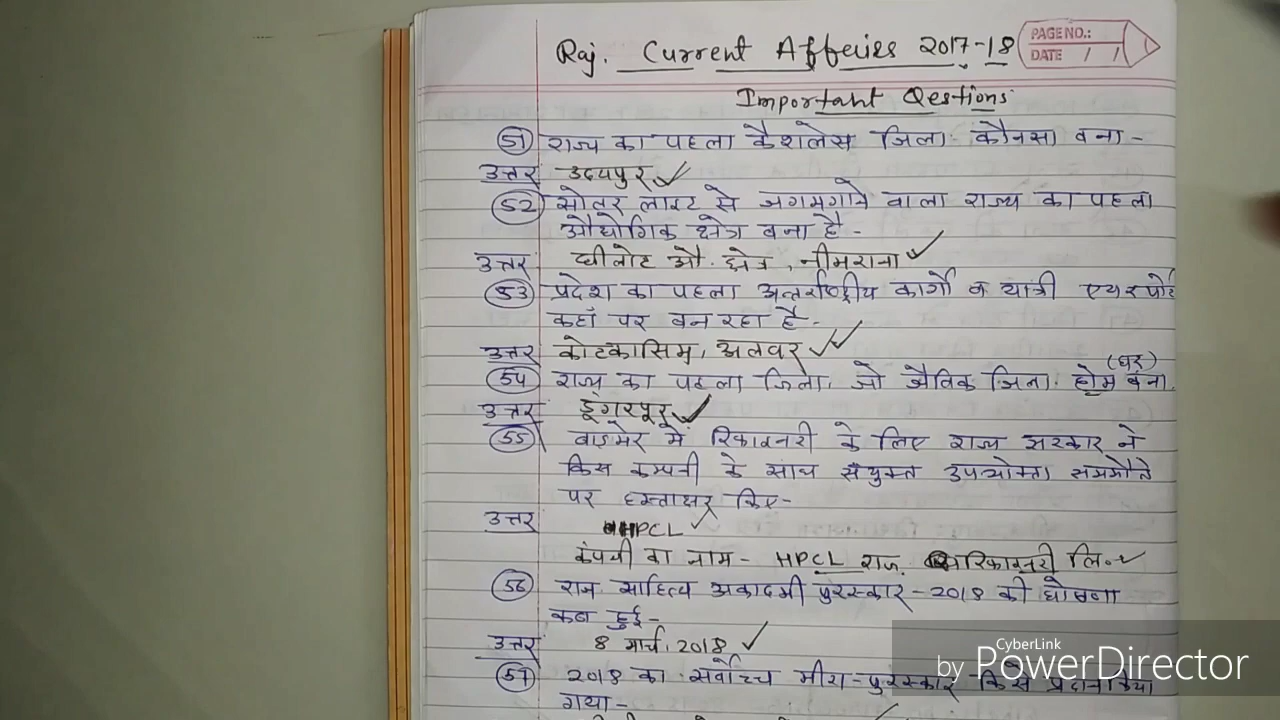 PAGE NO.:
DATE / /
Raj. Current Afferies 2017-18
Important Qestions
51 राज्य का पहला कैशलेस जिला कौनसा बना -
उत्तर उदयपुर ✓
52 सोलर लाइट से जगमगाने वाला राज्य का पहला
औद्योगिक क्षेत्र बना है -
उत्तर घीलोट औ. क्षेत्र, नीमराना ✓
53 प्रदेश का पहला अन्तर्राष्ट्रीय कार्गो व यात्री एयरपोर्ट
कहाँ पर बन रहा है -
उत्तर कोटकासिम, अलवर ✓✓
(घर)
54 राज्य का पहला जिला, जो जैविक जिला होम बना.
उत्तर डूंगरपूर ✓
55 बाड़मेर मे रिफाइनरी के लिए राज्य सरकार ने
किस कम्पनी के साथ संयुक्त समझौते
पर हस्ताक्षर किए -
उत्तर HPCL ✓
कंपनी का नाम - HPCL राज. रिफाइनरी लि. ✓
56 राज. साहित्य अकादमी पुरस्कार - 2018 की घोषणा
कब हुई -
उत्तर 8 मार्च, 2018 ✓
57 2018 का सर्वोच्च मीरा-पुरस्कार किसे प्रदान किया
गया -
CyberLink
by PowerDirector